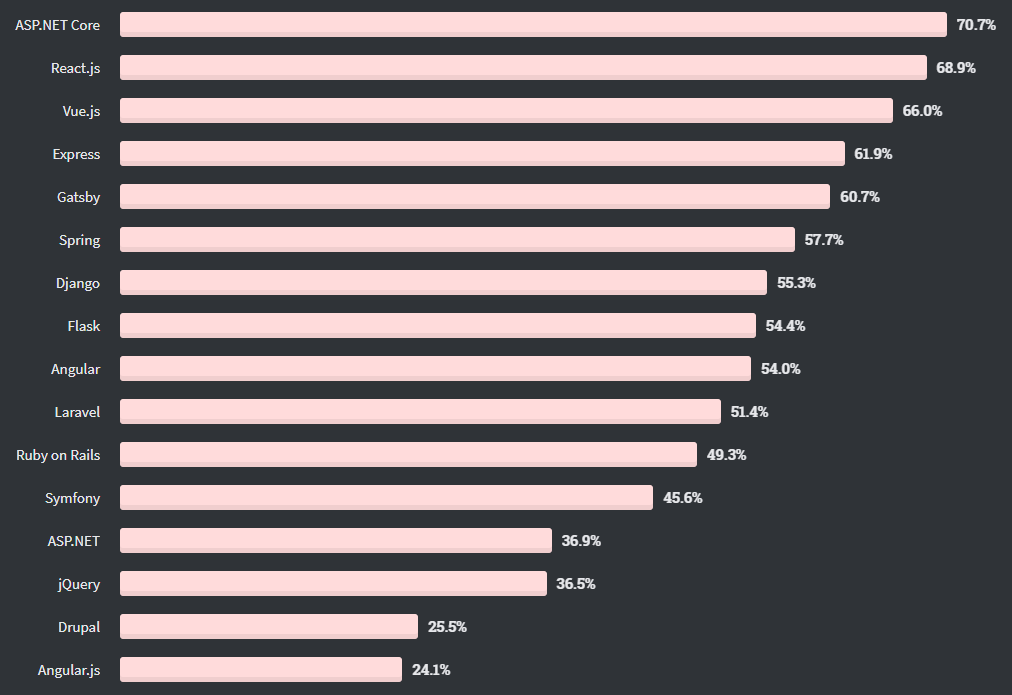 ASP.NET Core 70.7%
React.js 68.9%
Vue.js 66.0%
Express 61.9%
Gatsby 60.7%
Spring 57.7%
Django 55.3%
Flask 54.4%
Angular 54.0%
Laravel 51.4%
Ruby on Rails 49.3%
Symfony 45.6%
ASP.NET 36.9%
jQuery 36.5%
Drupal 25.5%
Angular.js 24.1%